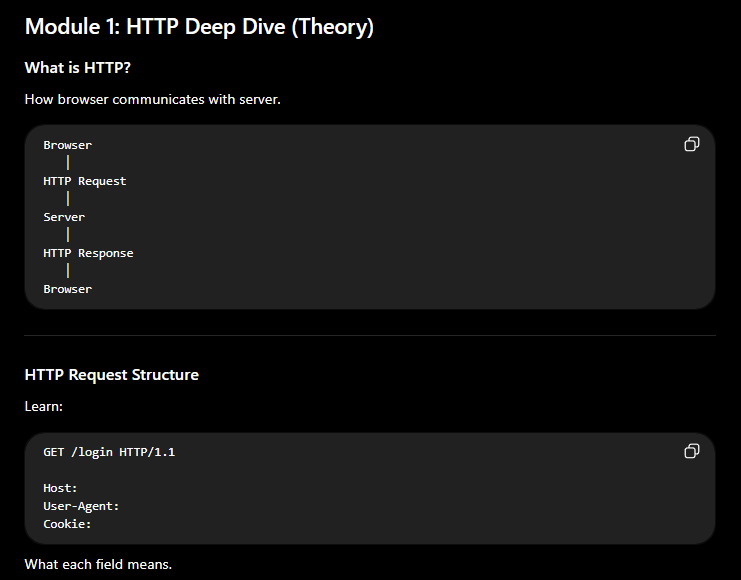 Module 1: HTTP Deep Dive (Theory)
What is HTTP?
How browser communicates with server.
Browser
|
HTTP Request
|
Server
|
HTTP Response
|
Browser
HTTP Request Structure
Learn:
GET /login HTTP/1.1
Host:
User-Agent:
Cookie:
What each field means.